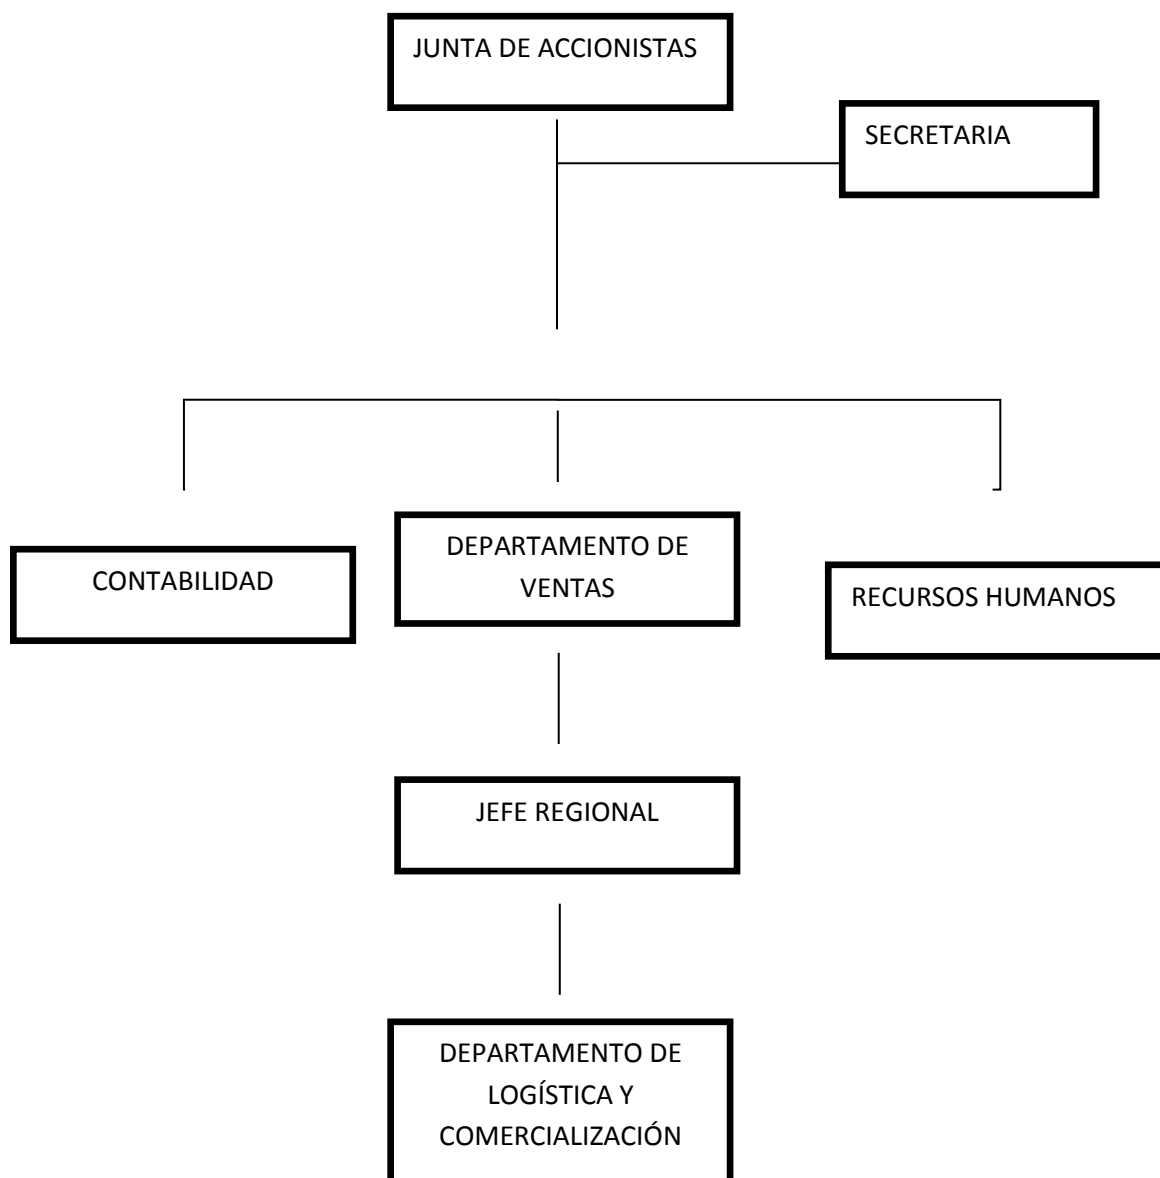 JUNTA DE ACCIONISTAS
SECRETARIA
CONTABILIDAD
DEPARTAMENTO DE
VENTAS
RECURSOS HUMANOS
JEFE REGIONAL
DEPARTAMENTO DE
LOGÍSTICA Y
COMERCIALIZACIÓN